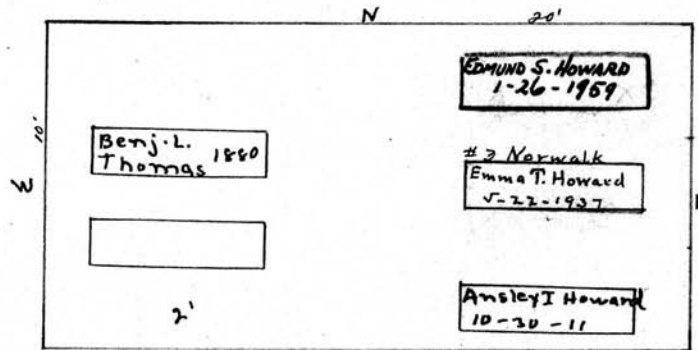 N 20'
EDMUND S. HOWARD
1-26-1959
10'
Benj. L.
Thomas 1880
# 3 Norwalk
Emma T. Howard
5-22-1937
2'
Ansley I Howard
10-30-11